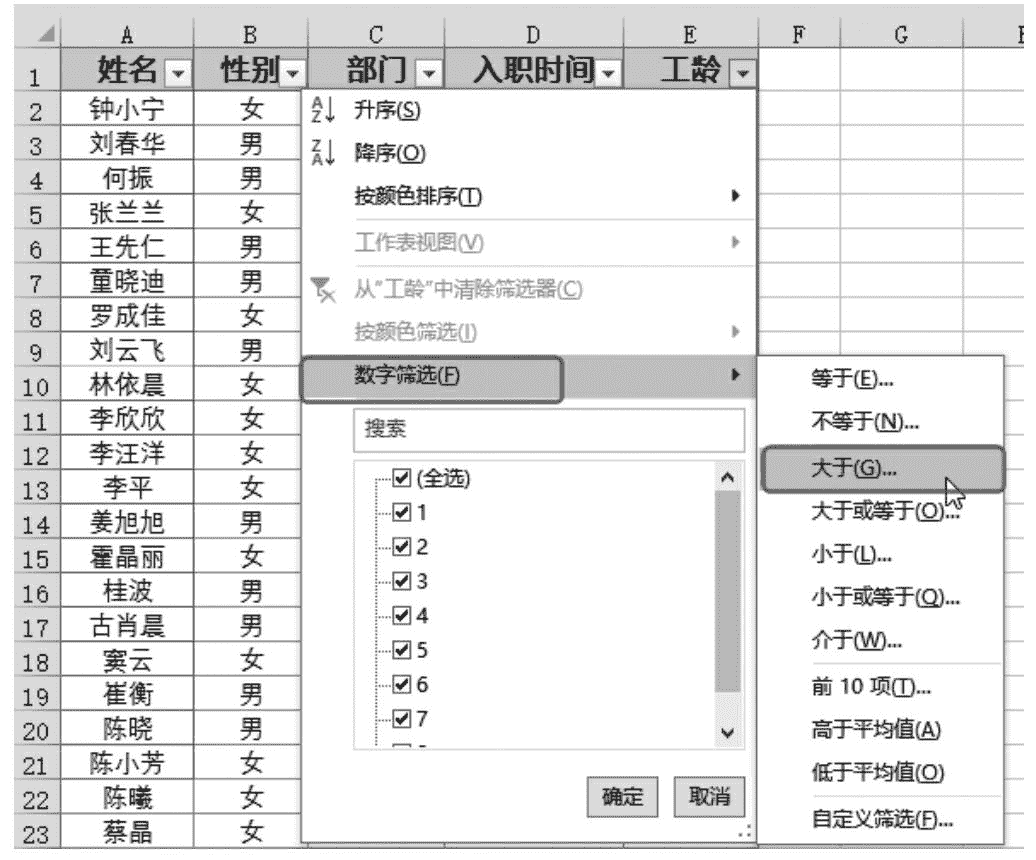 A B C D E F G
1 姓名 性别 部门 入职时间 工龄
2 钟小宁 女
3 刘春华 男
4 何振 男
5 张兰兰 女
6 王先仁 男
7 童晓迪 男
8 罗成佳 女
9 刘云飞 男
10 林依晨 女
11 李欣欣 女
12 李汪洋 女
13 李平 女
14 姜旭旭 男
15 霍晶丽 女
16 桂波 男
17 古肖晨 男
18 窦云 女
19 崔衡 男
20 陈晓 男
21 陈小芳 女
22 陈曦 女
23 蔡晶 女
升序(S)
降序(O)
按颜色排序(T)
工作表视图(V)
从"工龄"中清除筛选器(C)
按颜色筛选(I)
数字筛选(F)
搜索
(全选)
1
2
3
4
5
6
7
确定 取消
等于(E)...
不等于(N)...
大于(G)...
大于或等于(O)...
小于(L)...
小于或等于(Q)...
介于(W)...
前 10 项(T)...
高于平均值(A)
低于平均值(O)
自定义筛选(F)...